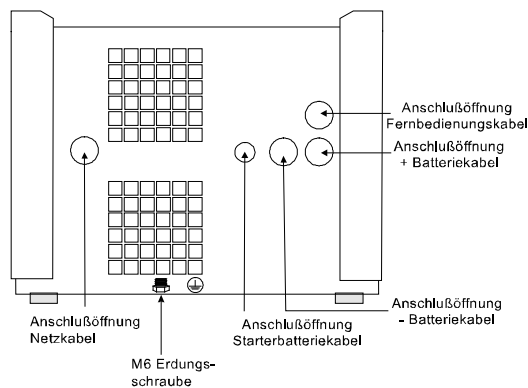 Anschlußöffnung
Fernbedienungskabel
Anschlußöffnung
+ Batteriekabel
Anschlußöffnung
- Batteriekabel
Anschlußöffnung
Netzkabel
Anschlußöffnung
Starterbatteriekabel
M6 Erdungs-
schraube